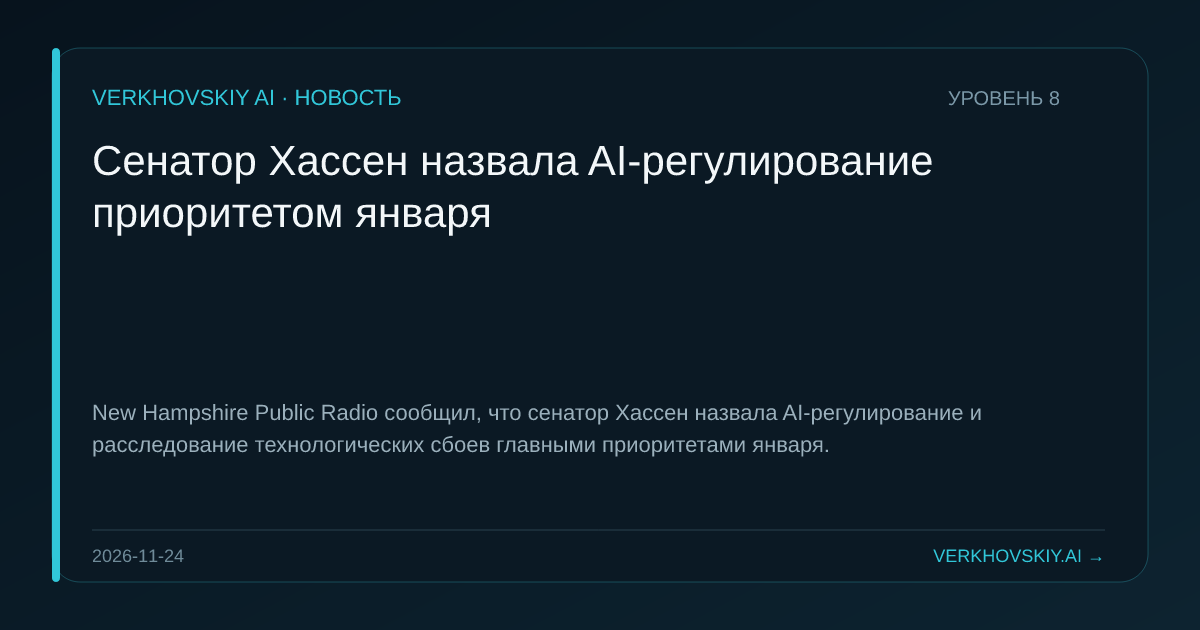 VERKHOVSKIY AI · НОВОСТЬ
УРОВЕНЬ 8
Сенатор Хассен назвала AI-регулирование
приоритетом января
New Hampshire Public Radio сообщил, что сенатор Хассен назвала AI-регулирование и
расследование технологических сбоев главными приоритетами января.
2026-11-24
VERKHOVSKIY.AI →